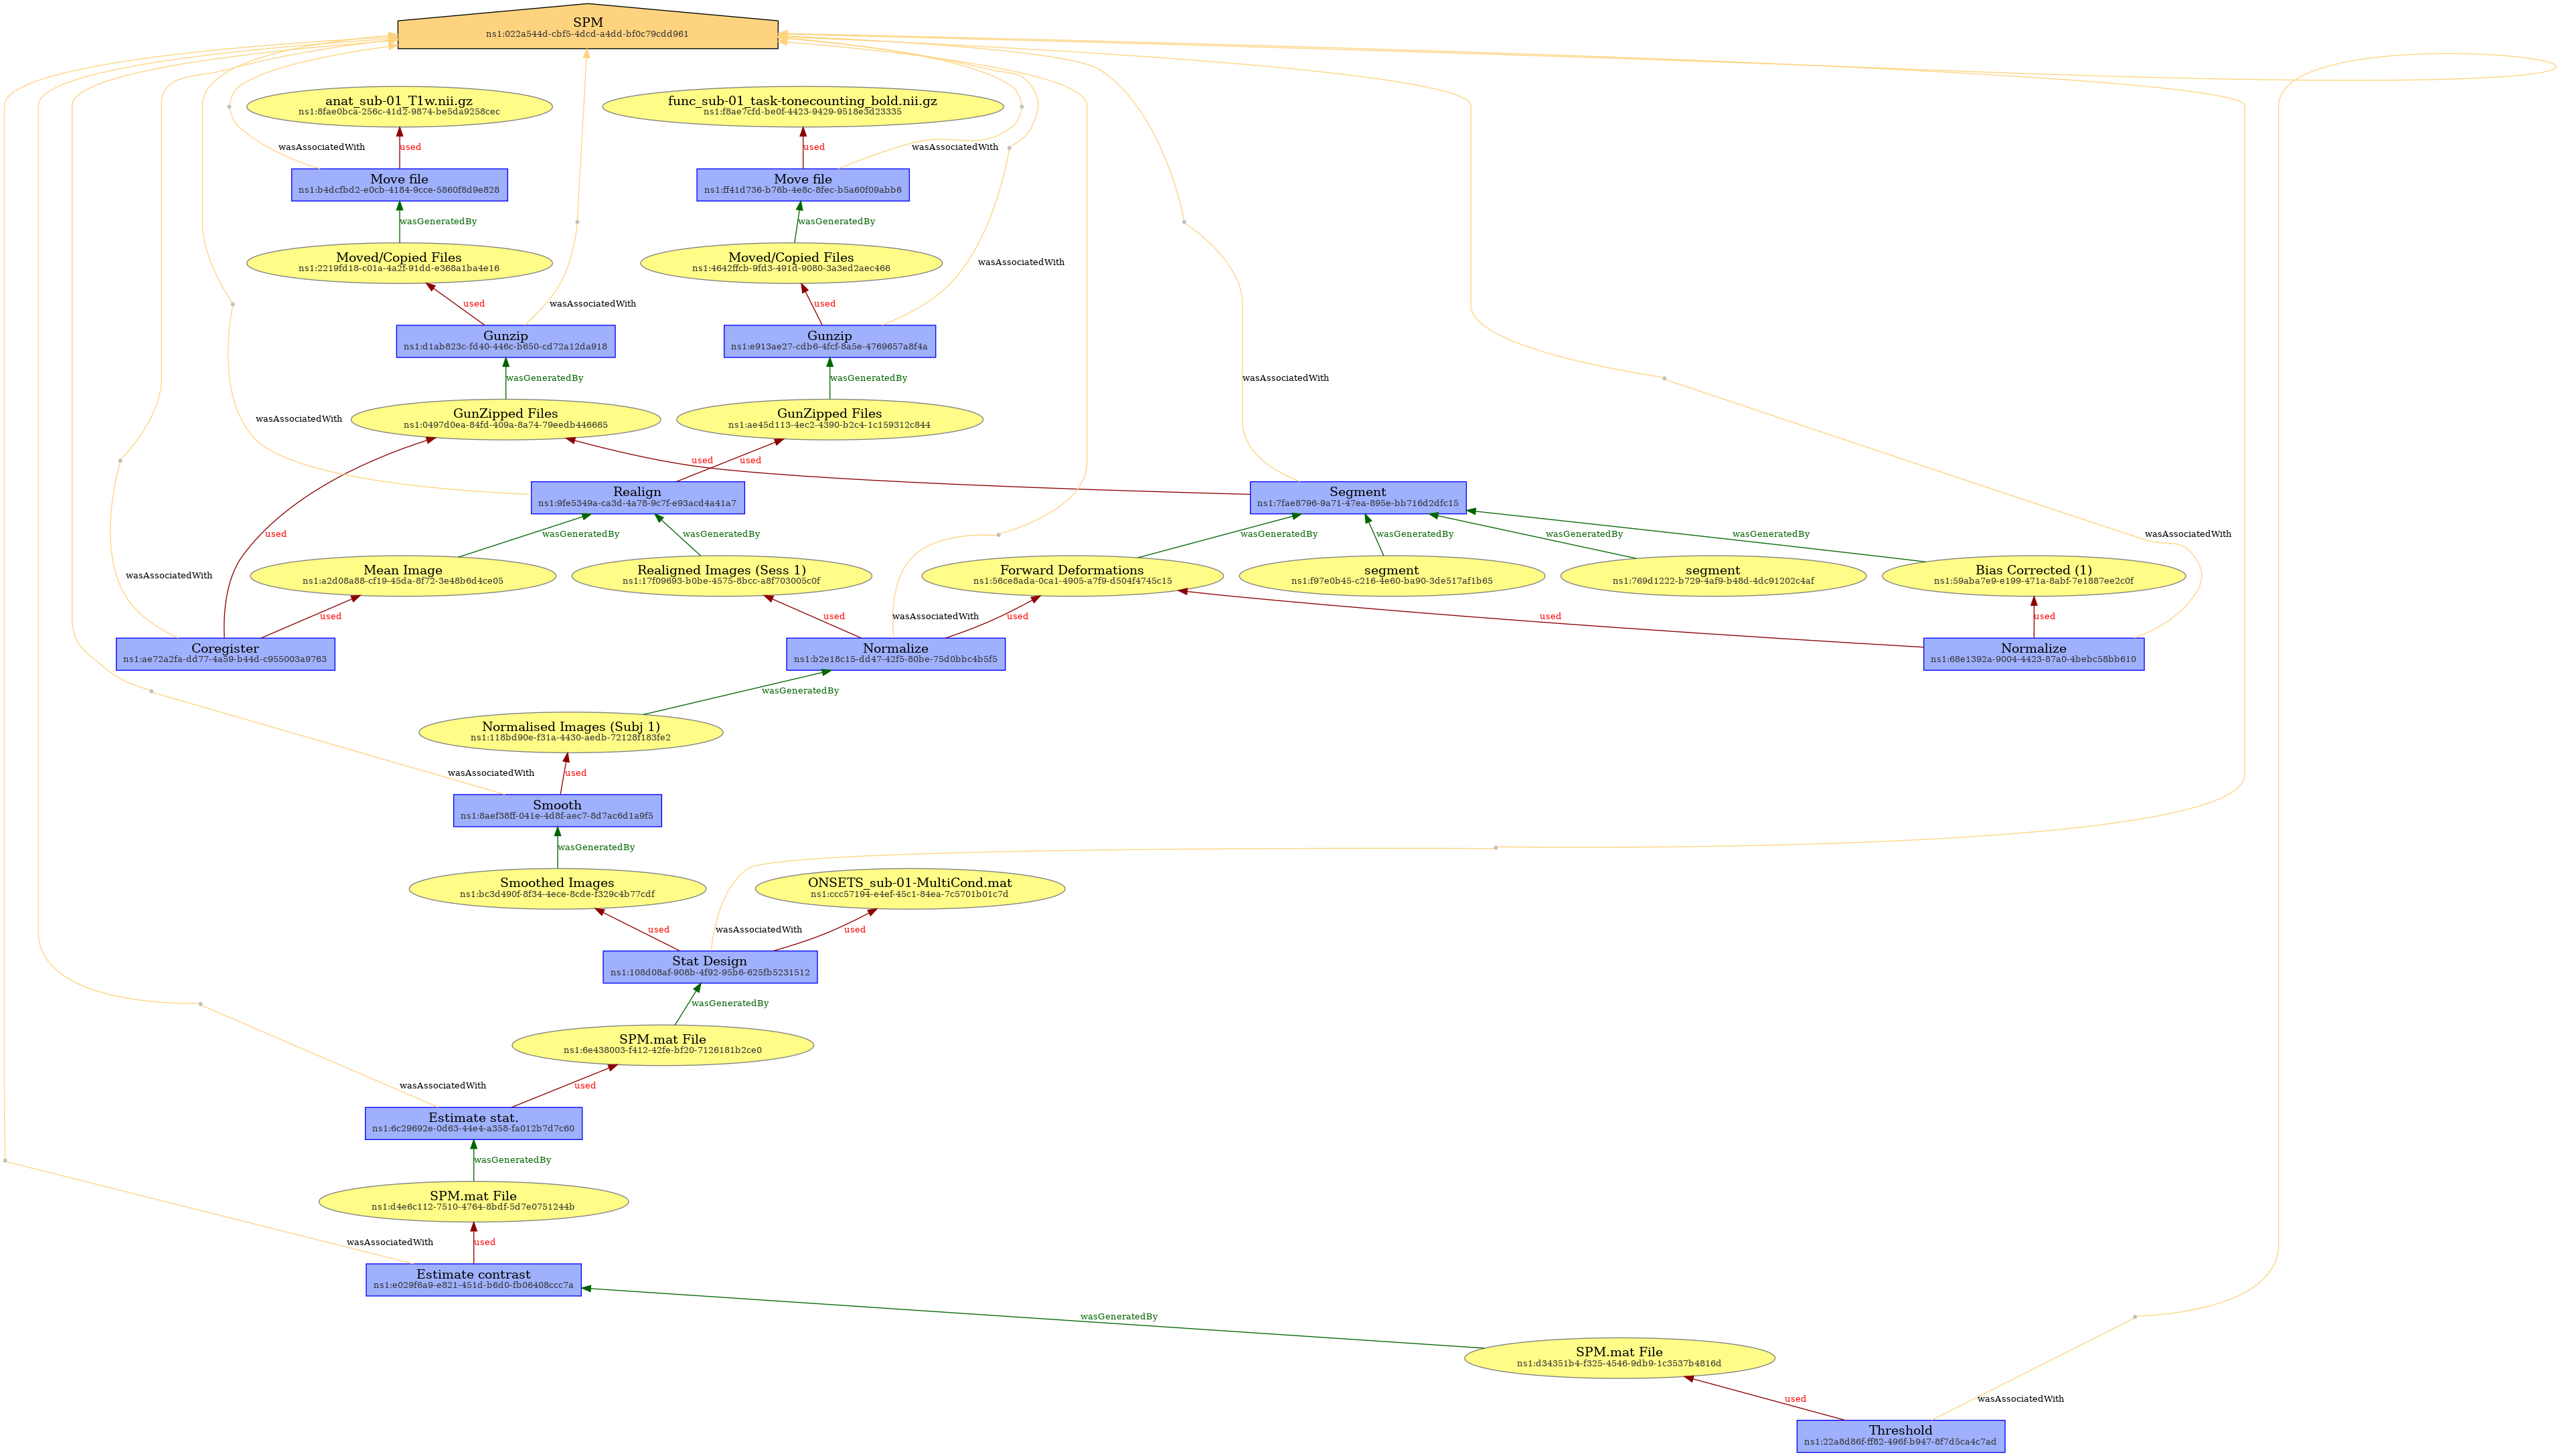 SPM
ns1:022a544d-cbf5-4dcd-a4dd-bf0c79cdd961
anat_sub-01_T1w.nii.gz
ns1:8fae0bca-256c-41d2-9874-be5da9258cec
func_sub-01_task-tonecounting_bold.nii.gz
ns1:f8ae7cfd-be0f-4423-9429-9518e3d23335
wasAssociatedWith
used
used
wasAssociatedWith
Move file
ns1:b4dcfbd2-e0cb-4184-9cce-5860f8d9e828
Move file
ns1:ff41d736-b76b-4e8c-8fec-b5a60f09abb6
wasGeneratedBy
wasGeneratedBy
Moved/Copied Files
ns1:2219fd18-c01a-4a2f-91dd-e368a1ba4e16
Moved/Copied Files
ns1:4642ffcb-9fd3-491d-9080-3a3ed2aec466
wasAssociatedWith
used
wasAssociatedWith
used
Gunzip
ns1:d1ab823c-fd40-446c-b650-cd72a12da918
Gunzip
ns1:e913ae27-cdb6-4fcf-8a5e-4769657a8f4a
wasGeneratedBy
wasGeneratedBy
wasAssociatedWith
wasAssociatedWith
GunZipped Files
ns1:0497d0ea-84fd-409a-8a74-79eedb446665
GunZipped Files
ns1:ae45d113-4ec2-4390-b2c4-1c159312c844
used
used
Realign
ns1:9fe5349a-ca3d-4a78-9c7f-e93acd4a41a7
Segment
ns1:7fae8796-9a71-47ea-895e-bb716d2dfc15
used
wasGeneratedBy
wasGeneratedBy
wasGeneratedBy
wasGeneratedBy
wasGeneratedBy
wasGeneratedBy
wasAssociatedWith
wasAssociatedWith
Mean Image
ns1:a2d08a88-cf19-45da-8f72-3e48b6d4ce05
Realigned Images (Sess 1)
ns1:17f09693-b0be-4575-8bcc-a8f703005c0f
Forward Deformations
ns1:56ce8ada-0ca1-4905-a7f9-d504f4745c15
segment
ns1:f97e0b45-c216-4e60-ba90-3de517af1b65
segment
ns1:769d1222-b729-4af9-b48d-4dc91202c4af
Bias Corrected (1)
ns1:59aba7e9-e199-471a-8abf-7e1887ee2c0f
used
used
wasAssociatedWith
used
used
used
Coregister
ns1:ae72a2fa-dd77-4a59-b44d-c955003a9763
Normalize
ns1:b2e18c15-dd47-42f5-80be-75d0bbc4b5f5
Normalize
ns1:68e1392a-9004-4423-87a0-4bebc58bb610
wasGeneratedBy
Normalised Images (Subj 1)
ns1:118bd90e-f31a-4430-aedb-72128f183fe2
wasAssociatedWith
used
Smooth
ns1:8aef38ff-041e-4d8f-aec7-8d7ac6d1a9f5
wasGeneratedBy
Smoothed Images
ns1:bc3d490f-8f34-4ece-8cde-f329c4b77cdf
ONSETS_sub-01-MultiCond.mat
ns1:ccc57194-e4ef-45c1-84ea-7c5701b01c7d
used
wasAssociatedWith
used
Stat Design
ns1:108d08af-908b-4f92-95b6-625fb5231512
wasGeneratedBy
SPM.mat File
ns1:6e438003-f412-42fe-bf20-7126181b2ce0
wasAssociatedWith
used
Estimate stat.
ns1:6c29692e-0d63-44e4-a358-fa012b7d7c60
wasGeneratedBy
SPM.mat File
ns1:d4e6c112-7510-4764-8bdf-5d7e0751244b
wasAssociatedWith
used
Estimate contrast
ns1:e029f6a9-e821-451d-b6d0-fb06408ccc7a
wasGeneratedBy
SPM.mat File
ns1:d34351b4-f325-4546-9db9-1c3537b4816d
used
wasAssociatedWith
Threshold
ns1:22a8d86f-ff82-496f-b947-8f7d5ca4c7ad